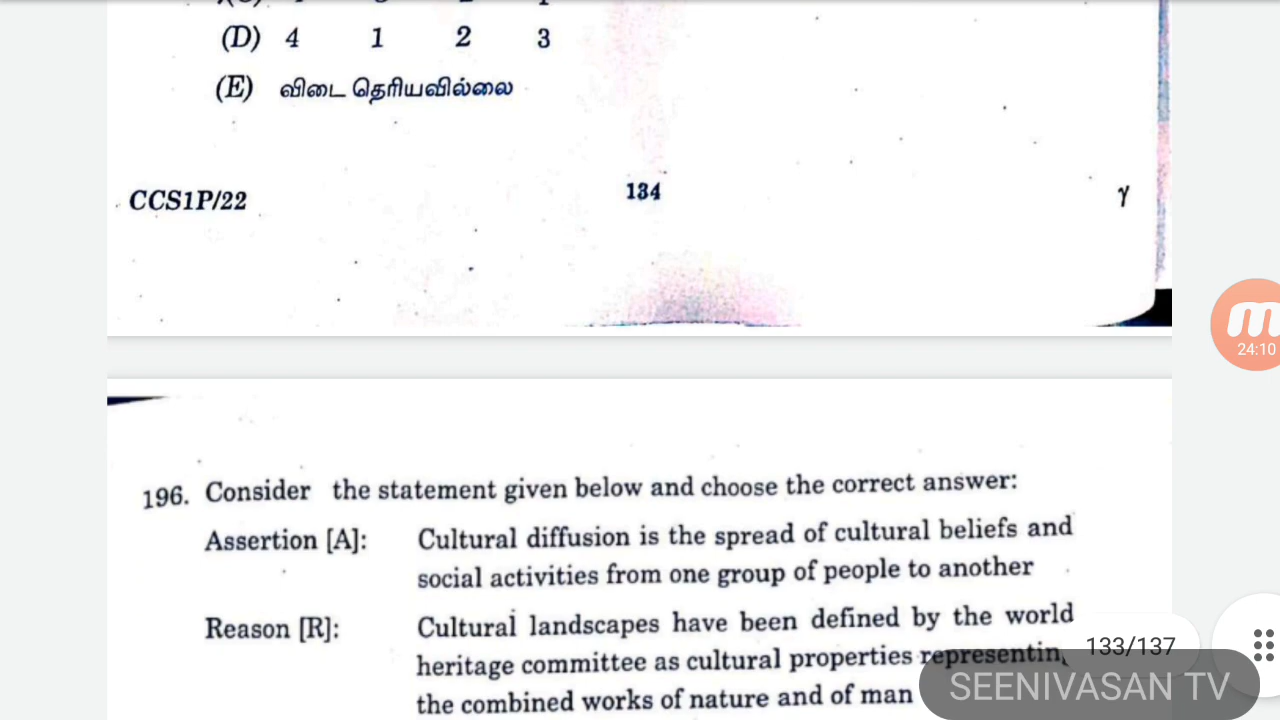 (D) 4 1 2 3
(E) விடை தெரியவில்லை
CCS1P/22
134
γ
24:10
196. Consider the statement given below and choose the correct answer:
Assertion [A]: Cultural diffusion is the spread of cultural beliefs and
social activities from one group of people to another
Reason [R]: Cultural landscapes have been defined by the world
heritage committee as cultural properties representing
the combined works of nature and of man
133/137
SEENIVASAN TV